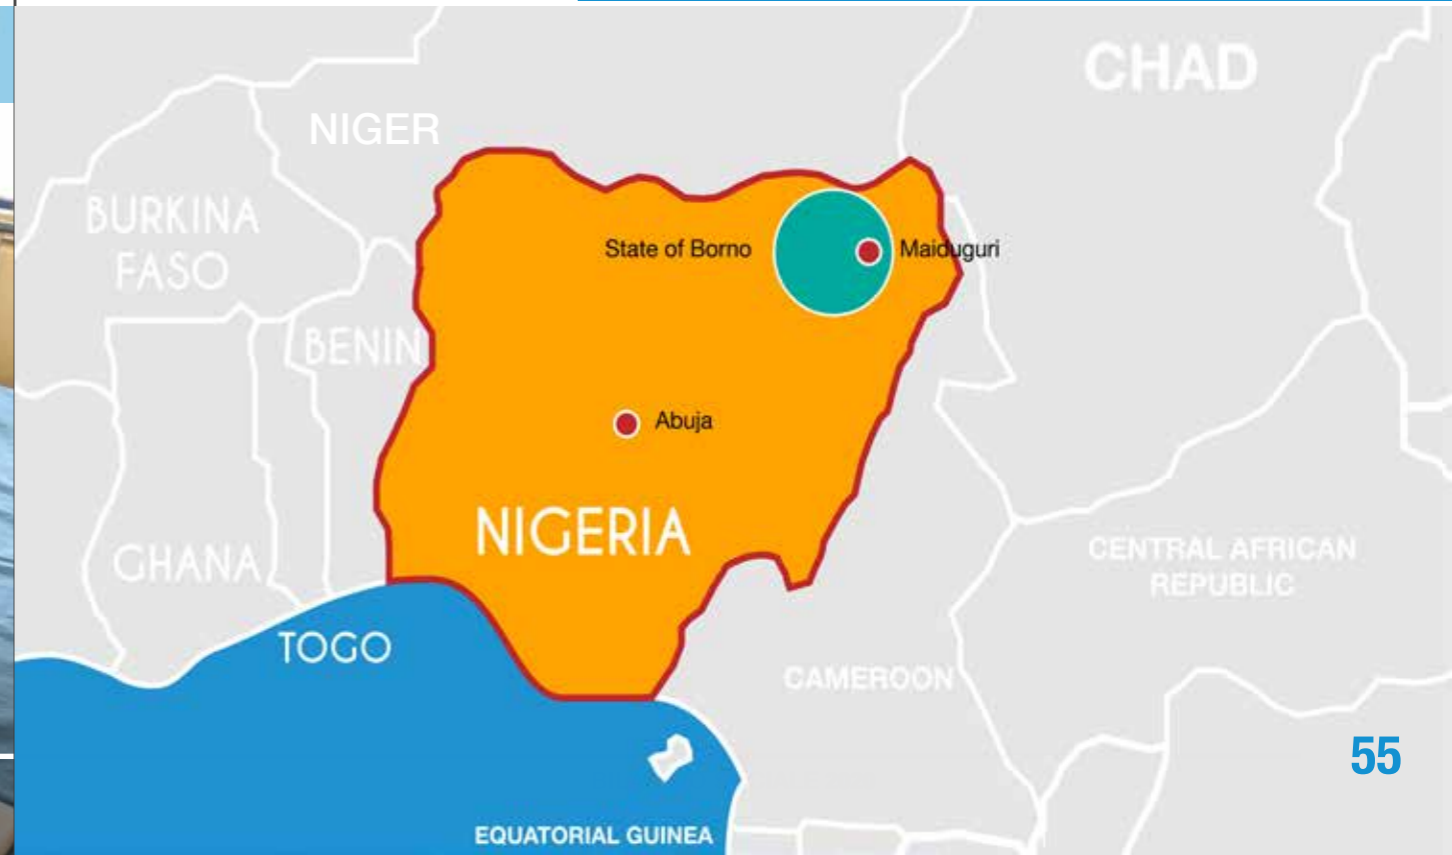 CHAD
NIGER
BURKINA
FASO
State of Borno
Maiduguri
BENIN
Abuja
NIGERIA
GHANA
CENTRAL AFRICAN
REPUBLIC
TOGO
CAMEROON
55
EQUATORIAL GUINEA